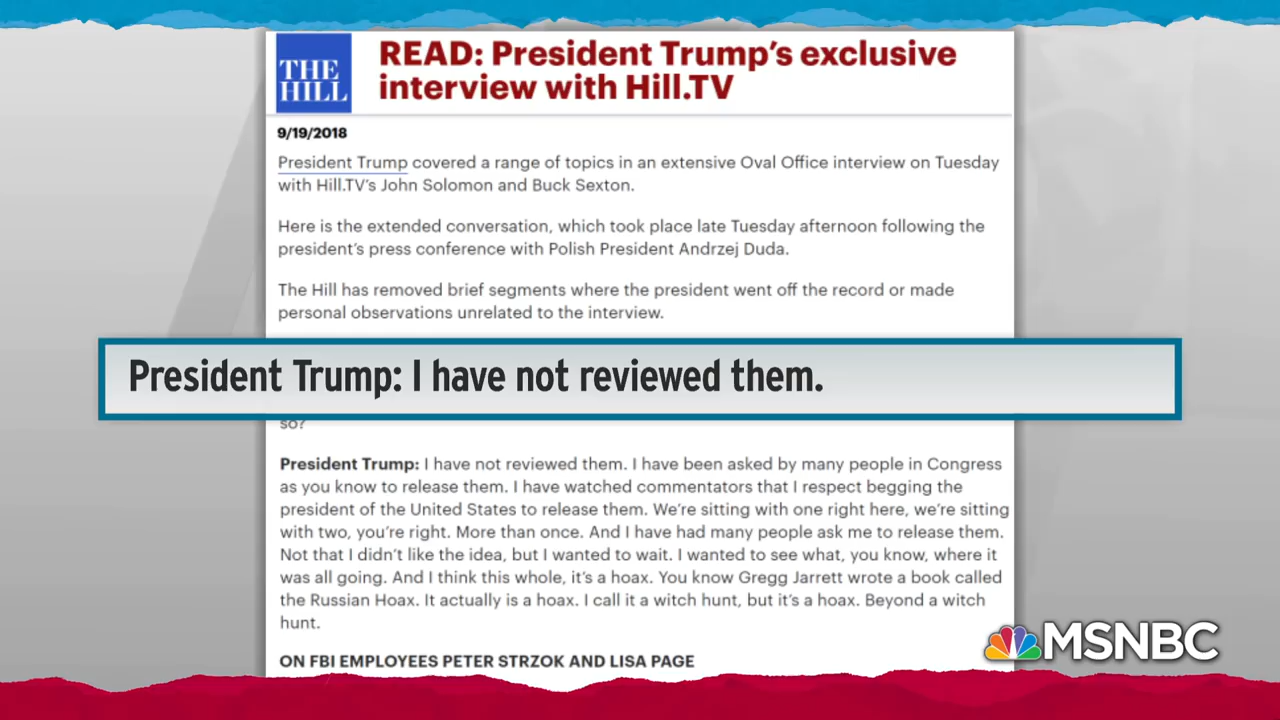 THE
HILL
READ: President Trump’s exclusive
interview with Hill.TV
9/19/2018
President Trump covered a range of topics in an extensive Oval Office interview on Tuesday
with Hill.TV’s John Solomon and Buck Sexton.
Here is the extended conversation, which took place late Tuesday afternoon following the
president’s press conference with Polish President Andrzej Duda.
The Hill has removed brief segments where the president went off the record or made
personal observations unrelated to the interview.
President Trump: I have not reviewed them.
so?
President Trump: I have not reviewed them. I have been asked by many people in Congress
as you know to release them. I have watched commentators that I respect begging the
president of the United States to release them. We’re sitting with one right here, we’re sitting
with two, you’re right. More than once. And I have had many people ask me to release them.
Not that I didn’t like the idea, but I wanted to wait. I wanted to see what, you know, where it
was all going. And I think this whole, it’s a hoax. You know Gregg Jarrett wrote a book called
the Russian Hoax. It actually is a hoax. I call it a witch hunt, but it’s a hoax. Beyond a witch
hunt.
ON FBI EMPLOYEES PETER STRZOK AND LISA PAGE
MSNBC